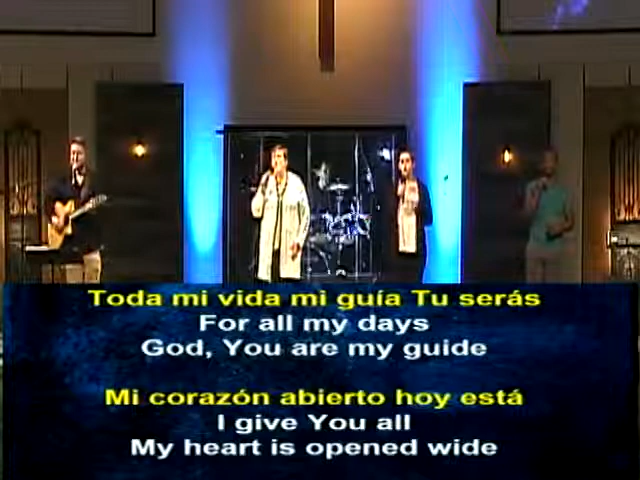 Toda mi vida mi guía Tu serás
For all my days
God, You are my guide
Mi corazón abierto hoy está
I give You all
My heart is opened wide